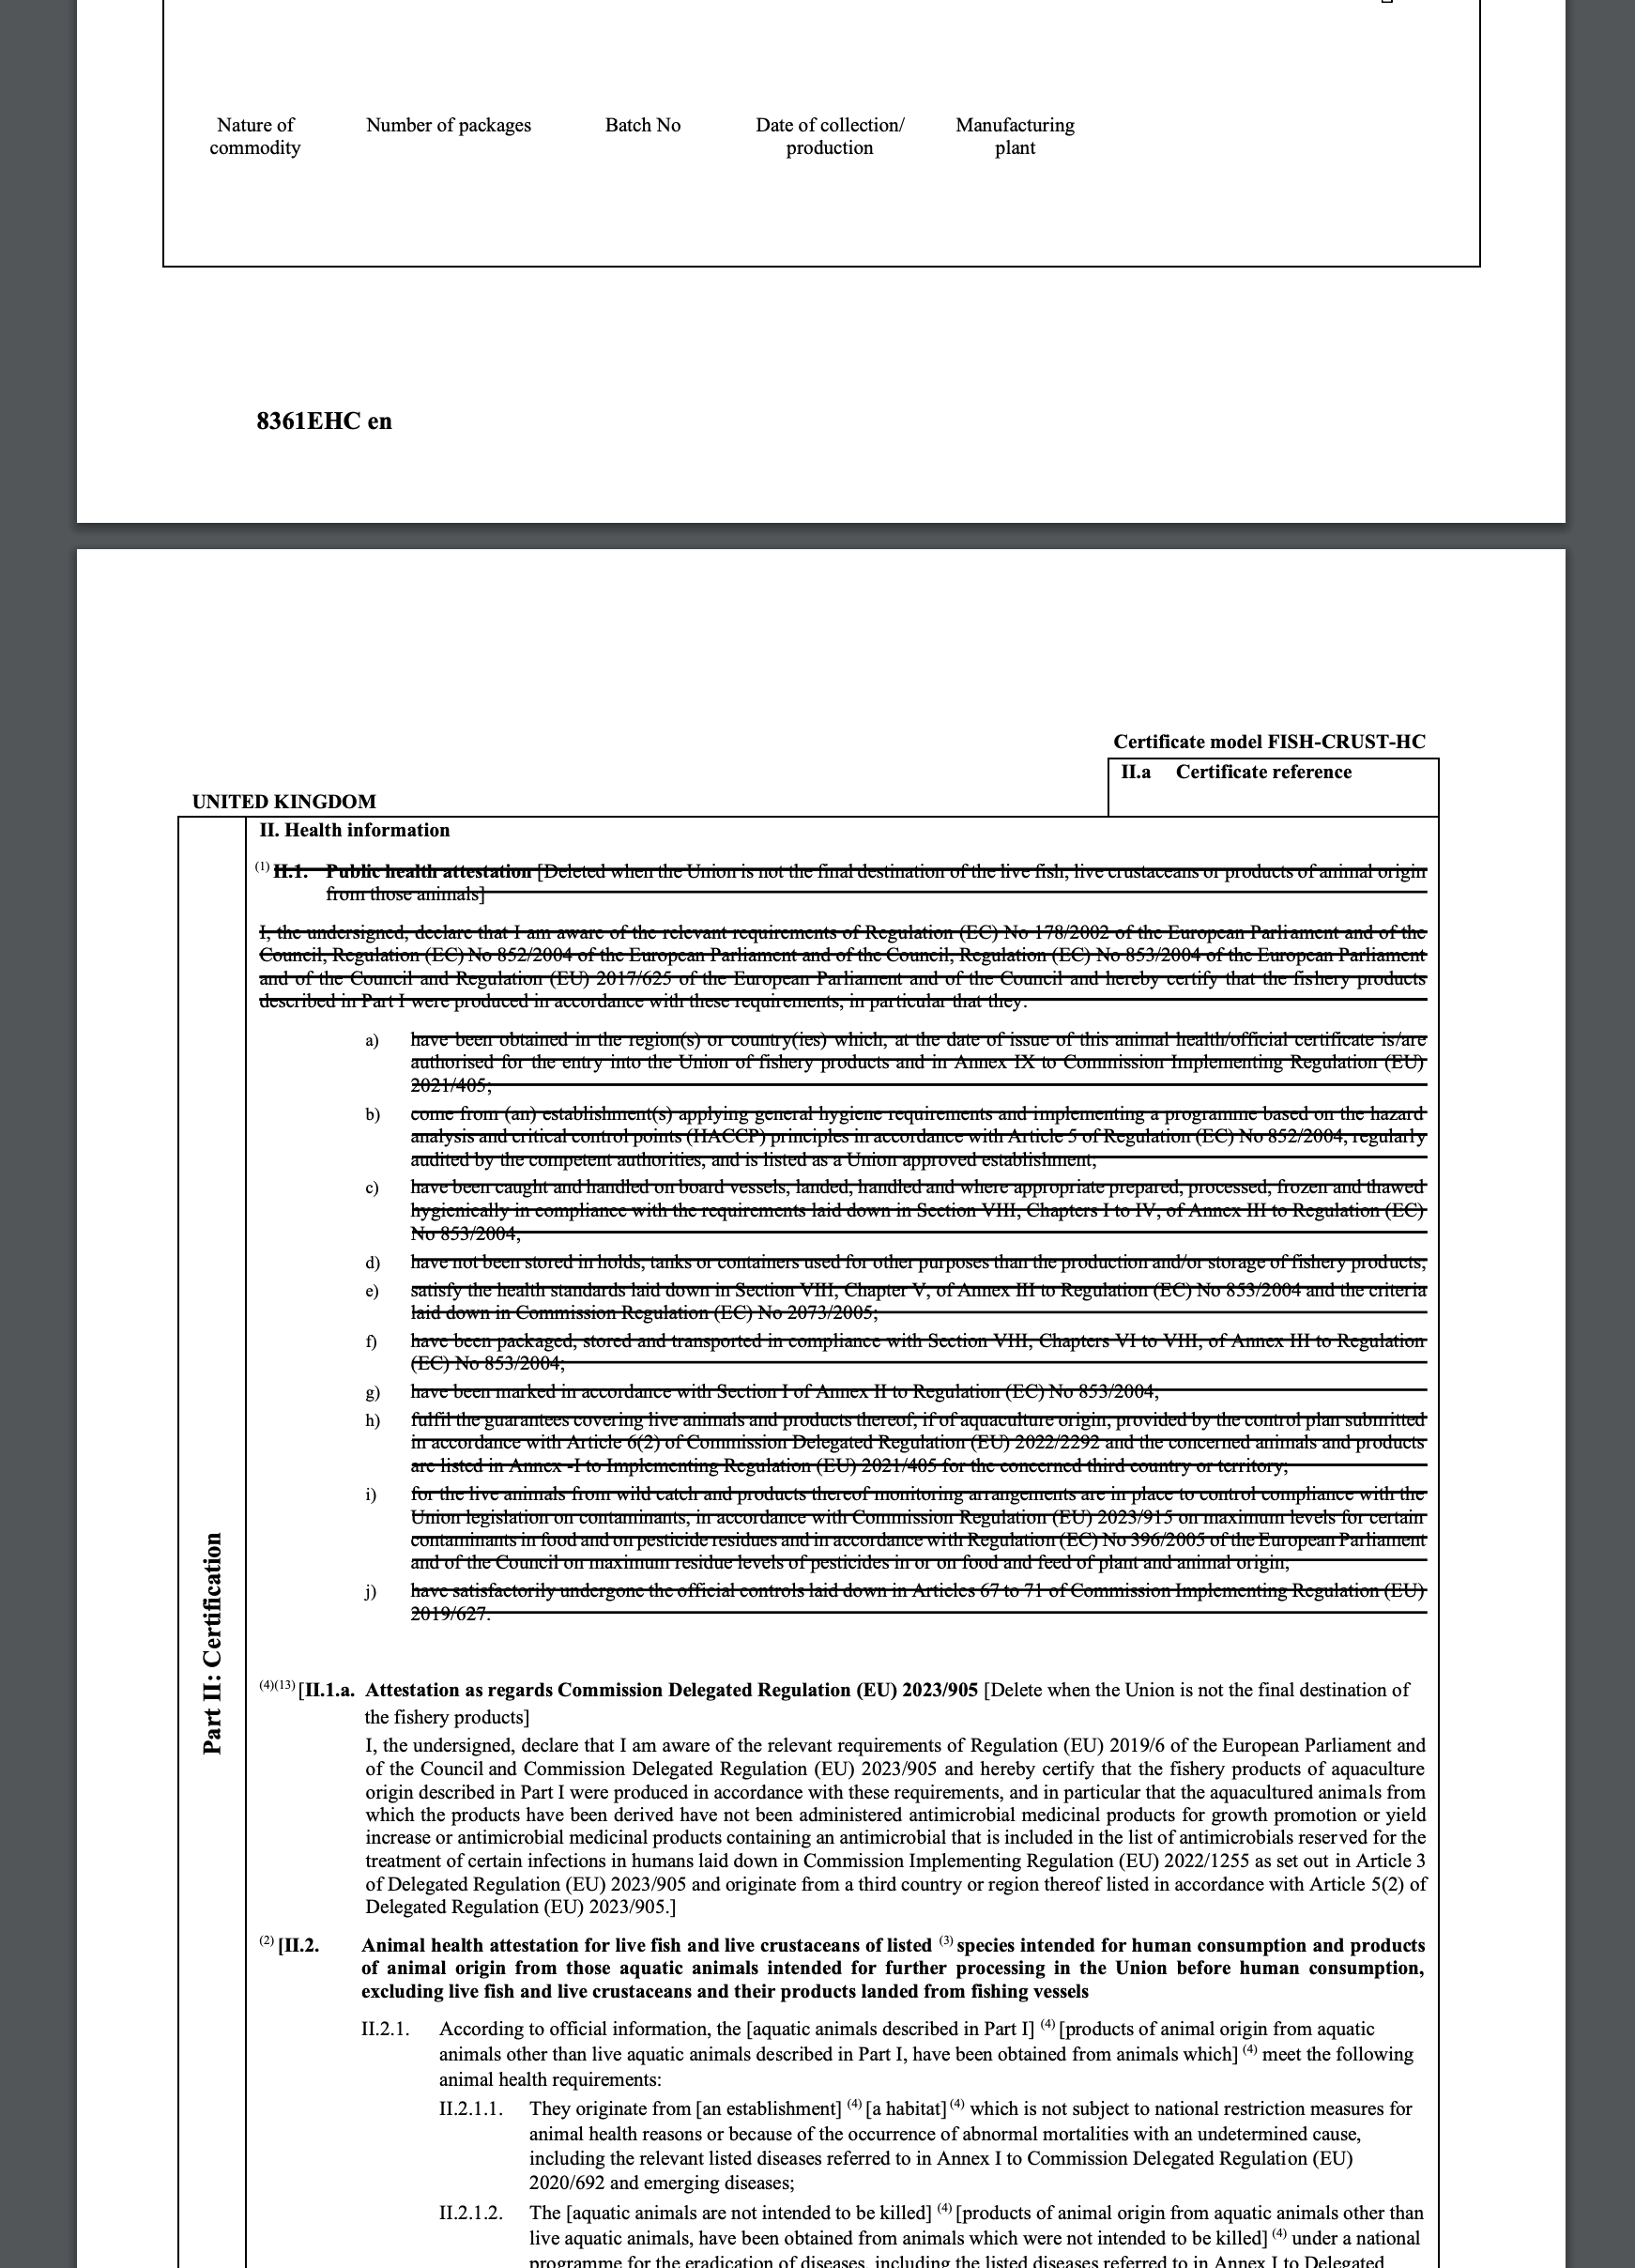 Nature of commodity Number of packages Batch No Date of collection/ production Manufacturing plant
8361EHC en
Certificate model FISH-CRUST-HC
II.a Certificate reference
UNITED KINGDOM
Part II: Certification
II. Health information
(1) II.1. Public health attestation [Deleted when the Union is not the final destination of the live fish, live crustaceans or products of animal origin
from those animals]
I, the undersigned, declare that I am aware of the relevant requirements of Regulation (EC) No 178/2002 of the European Parliament and of the
Council, Regulation (EC) No 852/2004 of the European Parliament and of the Council, Regulation (EC) No 853/2004 of the European Parliament
and of the Council and Regulation (EU) 2017/625 of the European Parliament and of the Council and hereby certify that the fishery products
described in Part I were produced in accordance with these requirements, in particular that they:
a) have been obtained in the region(s) or country(ies) which, at the date of issue of this animal health/official certificate is/are
authorised for the entry into the Union of fishery products and in Annex IX to Commission Implementing Regulation (EU)
2021/405;
b) come from (an) establishment(s) applying general hygiene requirements and implementing a programme based on the hazard
analysis and critical control points (HACCP) principles in accordance with Article 5 of Regulation (EC) No 852/2004, regularly
audited by the competent authorities, and is listed as a Union approved establishment;
c) have been caught and handled on board vessels, landed, handled and where appropriate prepared, processed, frozen and thawed
hygienically in compliance with the requirements laid down in Section VIII, Chapters I to IV, of Annex III to Regulation (EC)
No 853/2004;
d) have not been stored in holds, tanks or containers used for other purposes than the production and/or storage of fishery products;
e) satisfy the health standards laid down in Section VIII, Chapter V, of Annex III to Regulation (EC) No 853/2004 and the criteria
laid down in Commission Regulation (EC) No 2073/2005;
f) have been packaged, stored and transported in compliance with Section VIII, Chapters VI to VIII, of Annex III to Regulation
(EC) No 853/2004;
g) have been marked in accordance with Section I of Annex II to Regulation (EC) No 853/2004;
h) fulfil the guarantees covering live animals and products thereof, if of aquaculture origin, provided by the control plan submitted
in accordance with Article 6(2) of Commission Delegated Regulation (EU) 2022/2292 and the concerned animals and products
are listed in Annex -I to Implementing Regulation (EU) 2021/405 for the concerned third country or territory;
i) for the live animals from wild catch and products thereof monitoring arrangements are in place to control compliance with the
Union legislation on contaminants, in accordance with Commission Regulation (EU) 2023/915 on maximum levels for certain
contaminants in food and on pesticide residues and in accordance with Regulation (EC) No 396/2005 of the European Parliament
and of the Council on maximum residue levels of pesticides in or on food and feed of plant and animal origin;
j) have satisfactorily undergone the official controls laid down in Articles 67 to 71 of Commission Implementing Regulation (EU)
2019/627.
(4)(13) [II.1.a. Attestation as regards Commission Delegated Regulation (EU) 2023/905 [Delete when the Union is not the final destination of
the fishery products]
I, the undersigned, declare that I am aware of the relevant requirements of Regulation (EU) 2019/6 of the European Parliament and
of the Council and Commission Delegated Regulation (EU) 2023/905 and hereby certify that the fishery products of aquaculture
origin described in Part I were produced in accordance with these requirements, and in particular that the aquacultured animals from
which the products have been derived have not been administered antimicrobial medicinal products for growth promotion or yield
increase or antimicrobial medicinal products containing an antimicrobial that is included in the list of antimicrobials reserved for the
treatment of certain infections in humans laid down in Commission Implementing Regulation (EU) 2022/1255 as set out in Article 3
of Delegated Regulation (EU) 2023/905 and originate from a third country or region thereof listed in accordance with Article 5(2) of
Delegated Regulation (EU) 2023/905.]
(2) [II.2. Animal health attestation for live fish and live crustaceans of listed (3) species intended for human consumption and products
of animal origin from those aquatic animals intended for further processing in the Union before human consumption,
excluding live fish and live crustaceans and their products landed from fishing vessels
II.2.1. According to official information, the [aquatic animals described in Part I] (4) [products of animal origin from aquatic
animals other than live aquatic animals described in Part I, have been obtained from animals which] (4) meet the following
animal health requirements:
II.2.1.1. They originate from [an establishment] (4) [a habitat] (4) which is not subject to national restriction measures for
animal health reasons or because of the occurrence of abnormal mortalities with an undetermined cause,
including the relevant listed diseases referred to in Annex I to Commission Delegated Regulation (EU)
2020/692 and emerging diseases;
II.2.1.2. The [aquatic animals are not intended to be killed] (4) [products of animal origin from aquatic animals other than
live aquatic animals, have been obtained from animals which were not intended to be killed] (4) under a national
programme for the eradication of diseases, including the listed diseases referred to in Annex I to Delegated